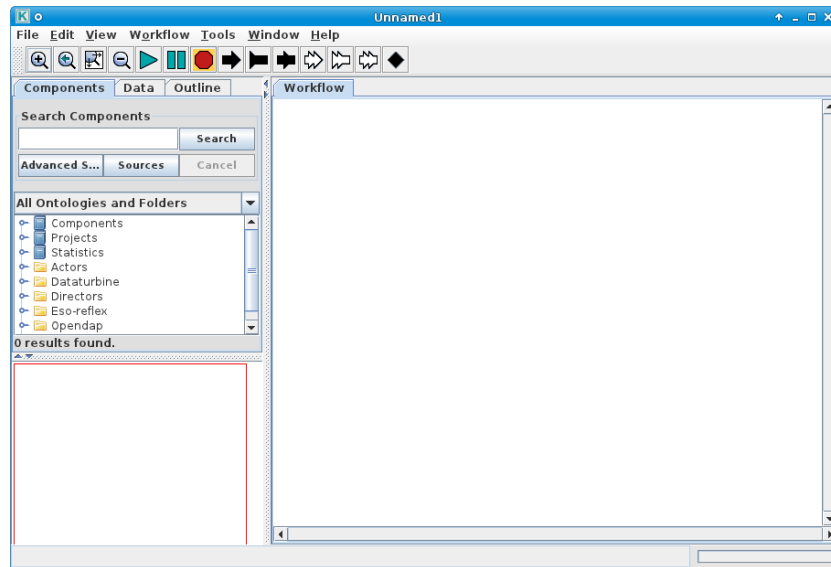 K
Unnamed1
File Edit View Workflow Tools Window Help
Components Data Outline
Workflow
Search Components
Search
Advanced S... Sources Cancel
All Ontologies and Folders
Components
Projects
Statistics
Actors
Dataturbine
Directors
Eso-reflex
Opendap
0 results found.